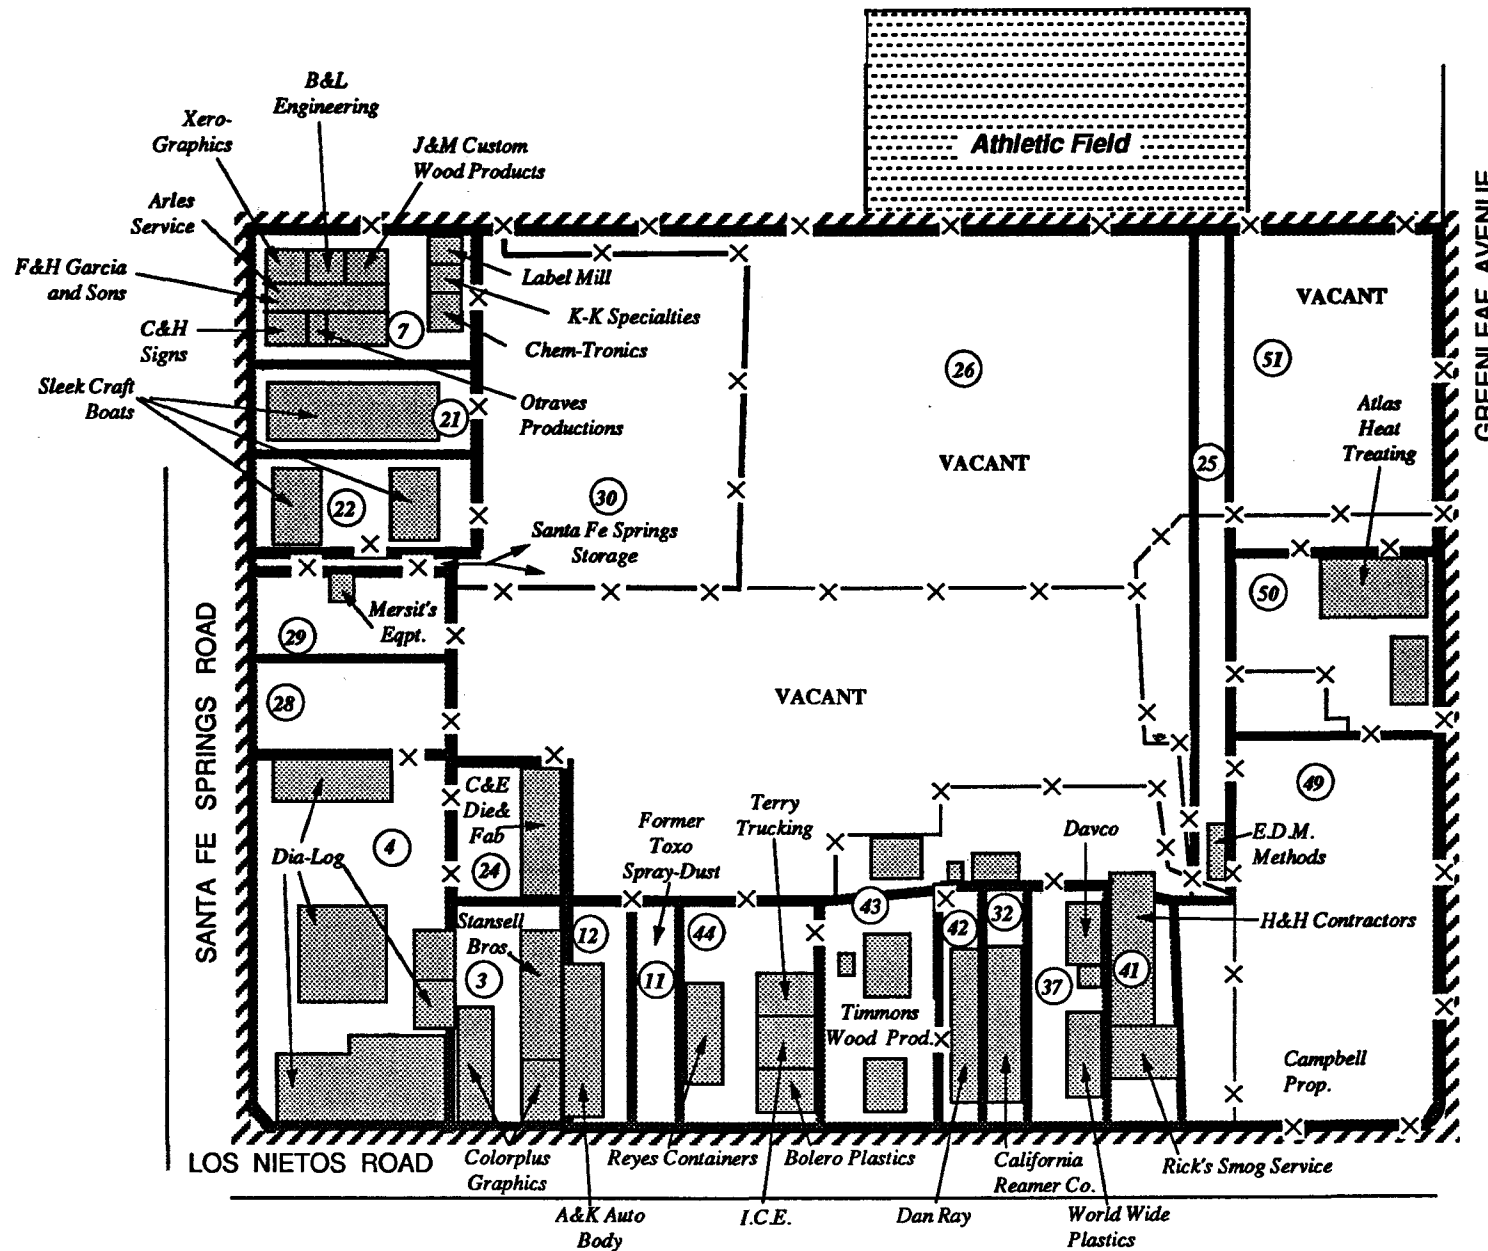 Athletic Field
B&L
Engineering
Xero-
Graphics
J&M Custom
Wood Products
Arles
Service
F&H Garcia
and Sons
C&H
Signs
Label Mill
K-K Specialties
Chem-Tronics
7
Sleek Craft
Boats
21
Otraves
Productions
22
30
Santa Fe Springs
Storage
26
VACANT
VACANT
51
GREENLEAF AVENUE
25
Atlas
Heat
Treating
50
Mersit's
Eqpt.
29
28
VACANT
SANTA FE SPRINGS ROAD
49
C&E
Die&
Fab
24
Former
Toxo
Spray-Dust
Terry
Trucking
Davco
E.D.M.
Methods
Dia-Log
4
H&H Contractors
Stansell
Bros.
3
12
11
44
43
42
32
37
41
Timmons
Wood Prod.
Campbell
Prop.
LOS NIETOS ROAD
Colorplus
Graphics
Reyes Containers
Bolero Plastics
California
Reamer Co.
Rick's Smog Service
A&K Auto
Body
I.C.E.
Dan Ray
World Wide
Plastics